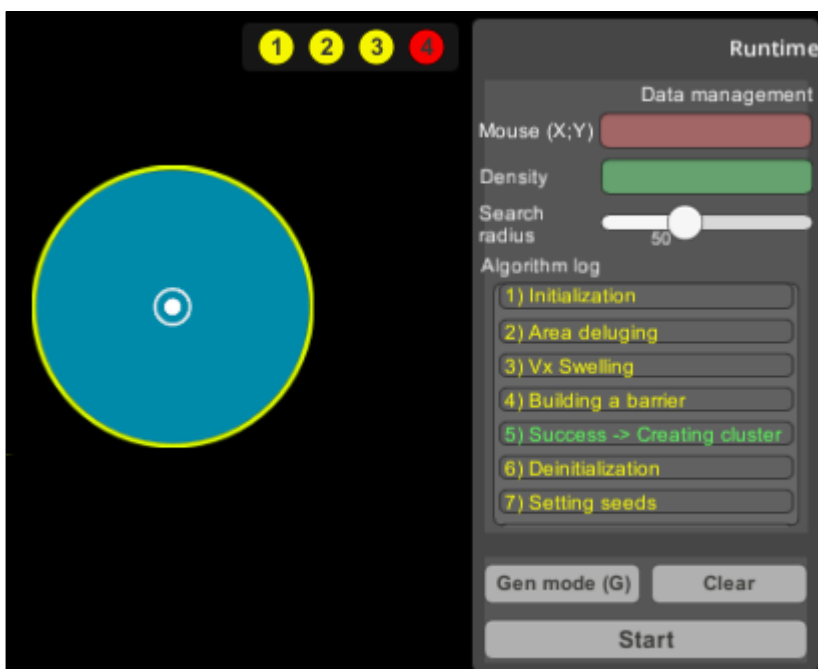 1 2 3 4
Runtime
Data management
Mouse (X;Y)
Density
Search
radius
50
Algorithm log
1) Initialization
2) Area deluging
3) Vx Swelling
4) Building a barrier
5) Success -> Creating cluster
6) Deinitialization
7) Setting seeds
Gen mode (G) Clear
Start